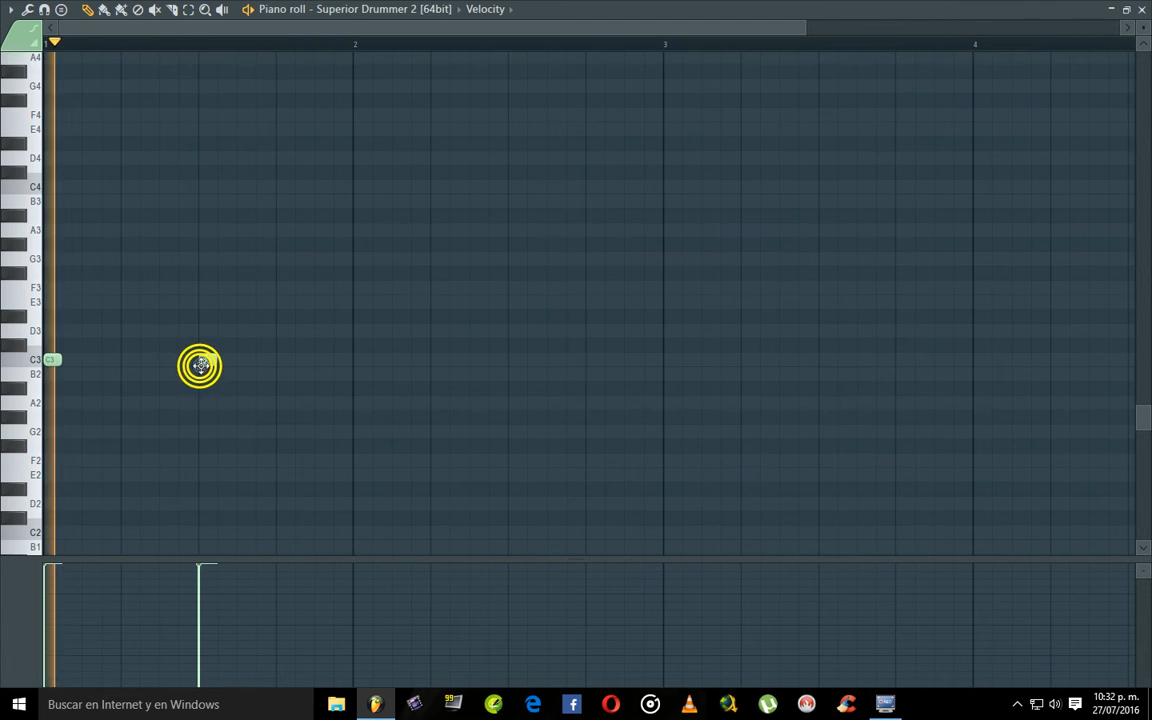 Piano roll - Superior Drummer 2 [64bit] Velocity
1 2 3 4
A4
G4
F4
E4
D4
C4
B3
A3
G3
F3
E3
D3
C3 C3
B2
A2
G2
F2
E2
D2
C2
B1
Buscar en Internet y en Windows
99
10:32 p. m.
27/07/2016